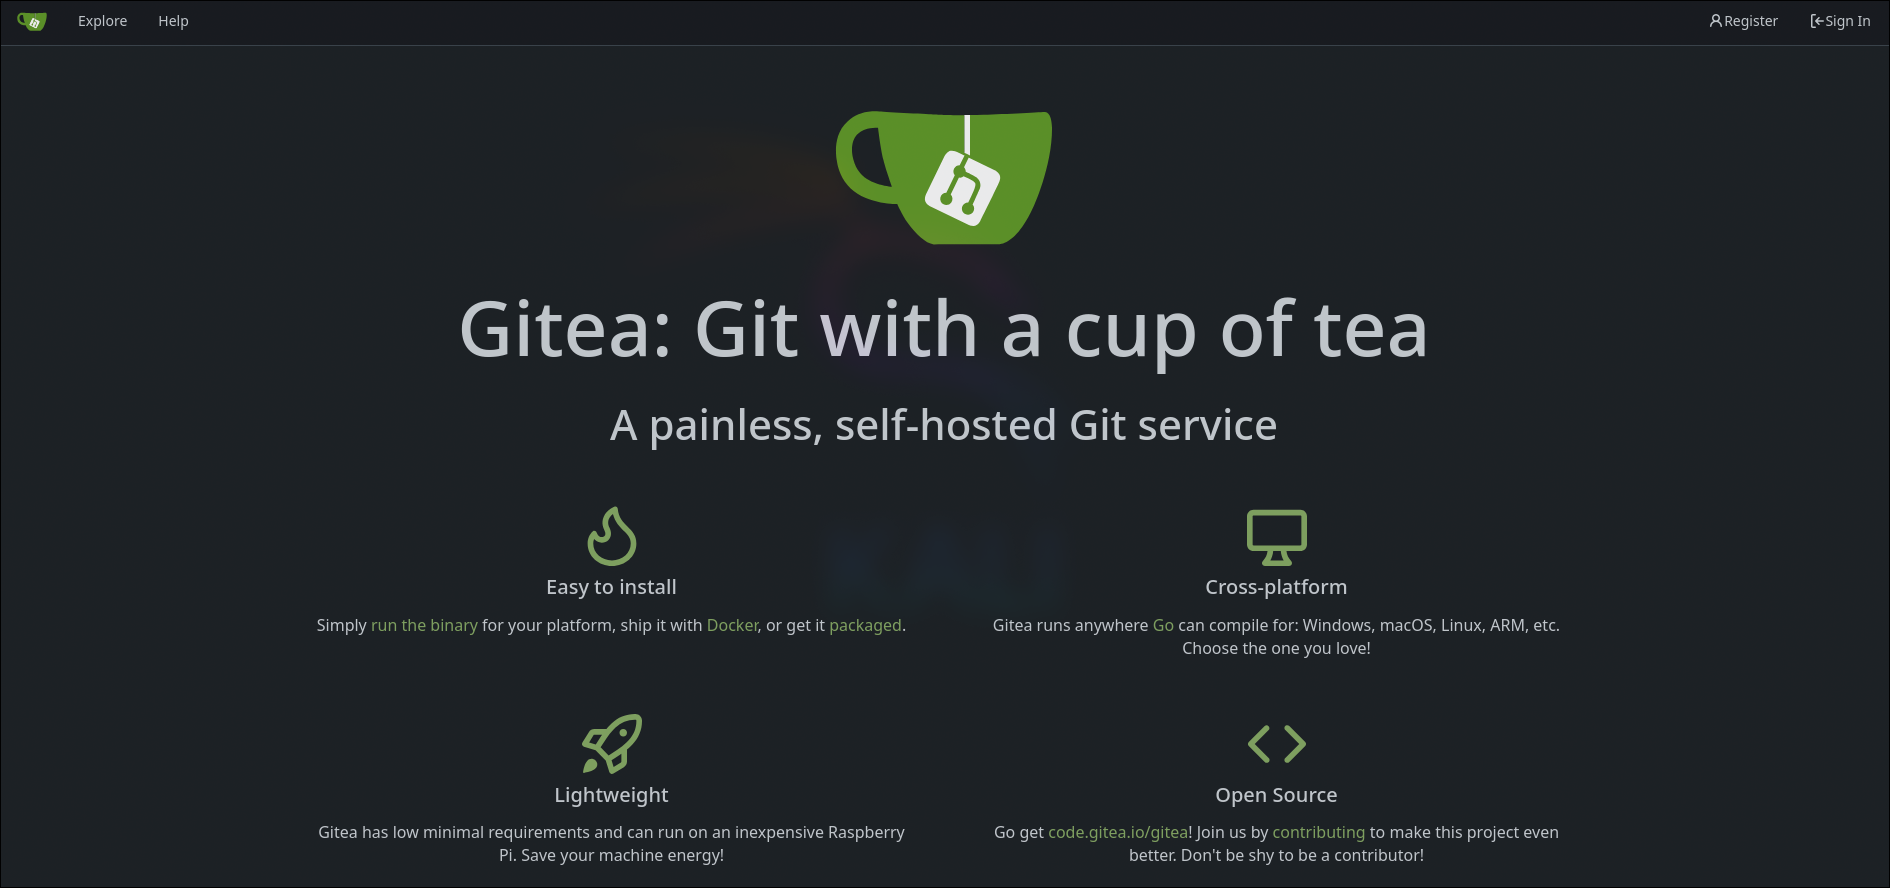 Explore Help Register Sign In
Gitea: Git with a cup of tea
A painless, self-hosted Git service
Easy to install
Simply run the binary for your platform, ship it with Docker, or get it packaged.
Cross-platform
Gitea runs anywhere Go can compile for: Windows, macOS, Linux, ARM, etc.
Choose the one you love!
Lightweight
Gitea has low minimal requirements and can run on an inexpensive Raspberry
Pi. Save your machine energy!
Open Source
Go get code.gitea.io/gitea! Join us by contributing to make this project even
better. Don't be shy to be a contributor!